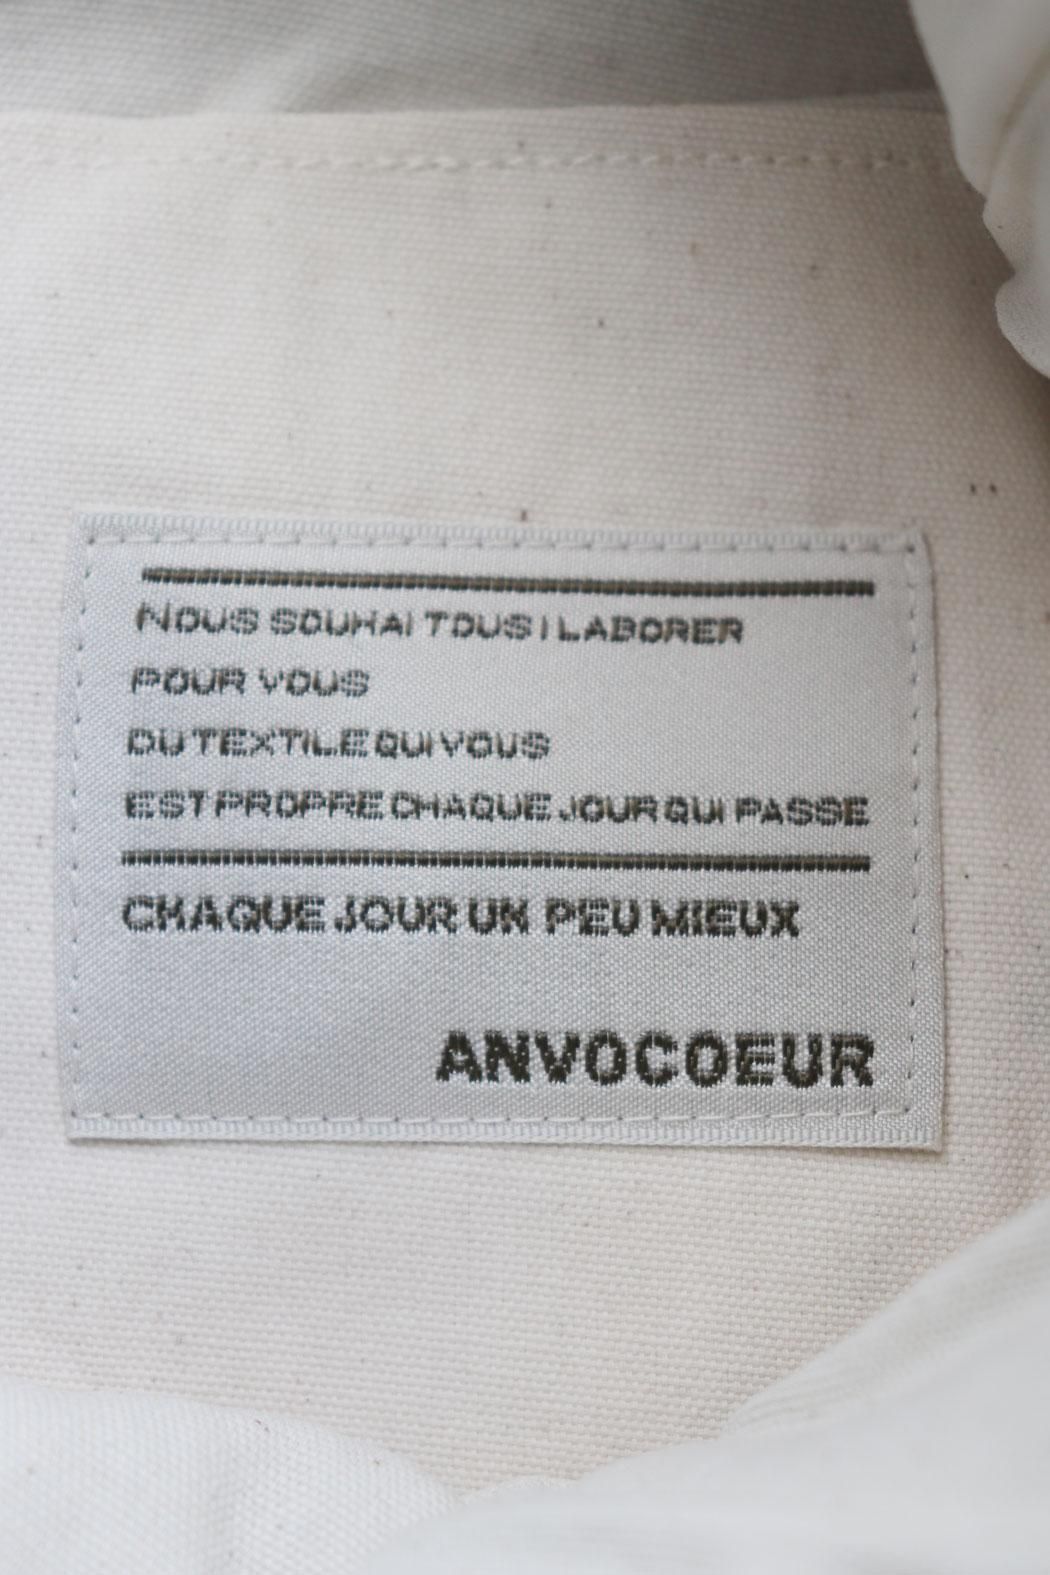 NOUS SOUHAI TOUS I LABORER
POUR VOUS
DU TEXTILE QUI VOUS
EST PROPRE CHAQUE JOUR QUI PASSE
CHAQUE JOUR UN PEU MIEUX
ANVOCOEUR